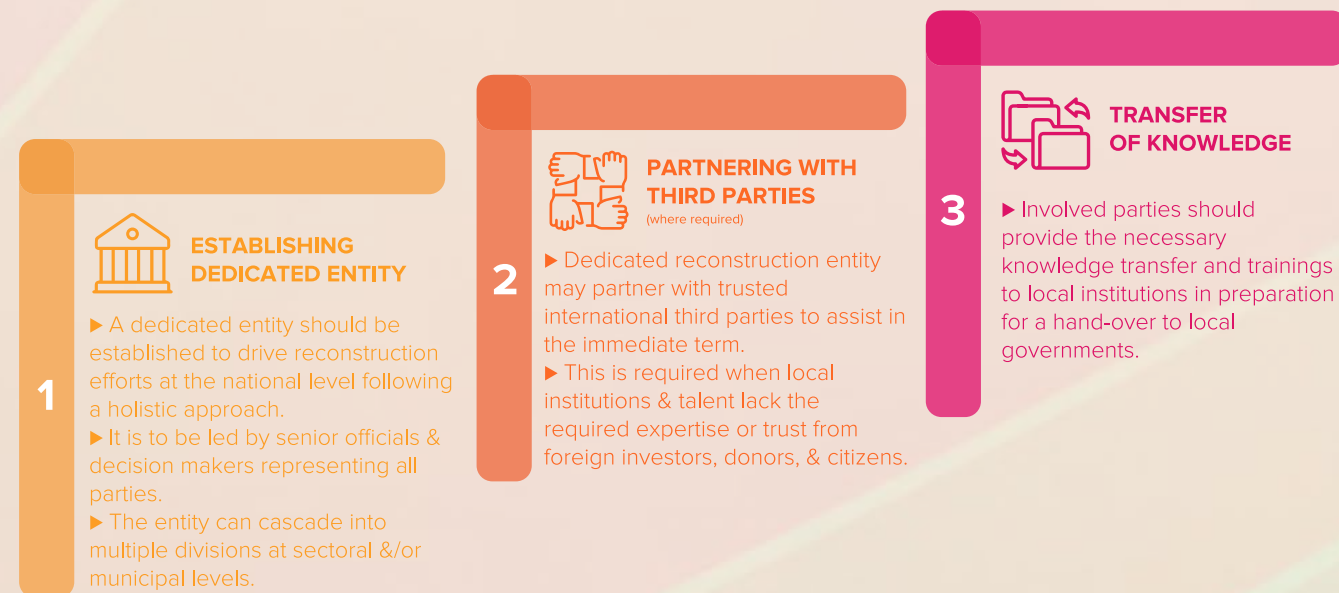 1
ESTABLISHING
DEDICATED ENTITY
▶ A dedicated entity should be
established to drive reconstruction
efforts at the national level following
a holistic approach.
▶ It is to be led by senior officials &
decision makers representing all
parties.
▶ The entity can cascade into
multiple divisions at sectoral &/or
municipal levels.
2
PARTNERING WITH
THIRD PARTIES
(where required)
▶ Dedicated reconstruction entity
may partner with trusted
international third parties to assist in
the immediate term.
▶ This is required when local
institutions & talent lack the
required expertise or trust from
foreign investors, donors, & citizens.
3
TRANSFER
OF KNOWLEDGE
▶ Involved parties should
provide the necessary
knowledge transfer and trainings
to local institutions in preparation
for a hand-over to local
governments.